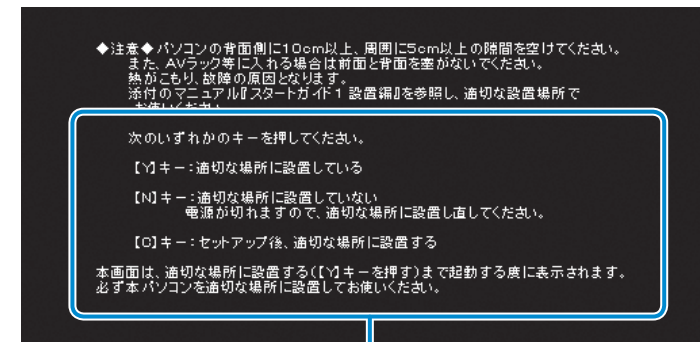 ◆注意◆パソコンの背面側に10cm以上、周囲に5cm以上の隙間を空けてください。
また、AVラック等に入れる場合は前面と背面を塞がないでください。
熱がこもり、故障の原因となります。
添付のマニュアル『スタートガイド1 設置編』を参照し、適切な設置場所で
お使いください。
次のいずれかのキーを押してください。
【Y】キー:適切な場所に設置している
【N】キー:適切な場所に設置していない
電源が切れますので、適切な場所に設置し直してください。
【C】キー:セットアップ後、適切な場所に設置する
本画面は、適切な場所に設置する(【Y】キーを押す)まで起動する度に表示されます。
必ず本パソコンを適切な場所に設置してお使いください。